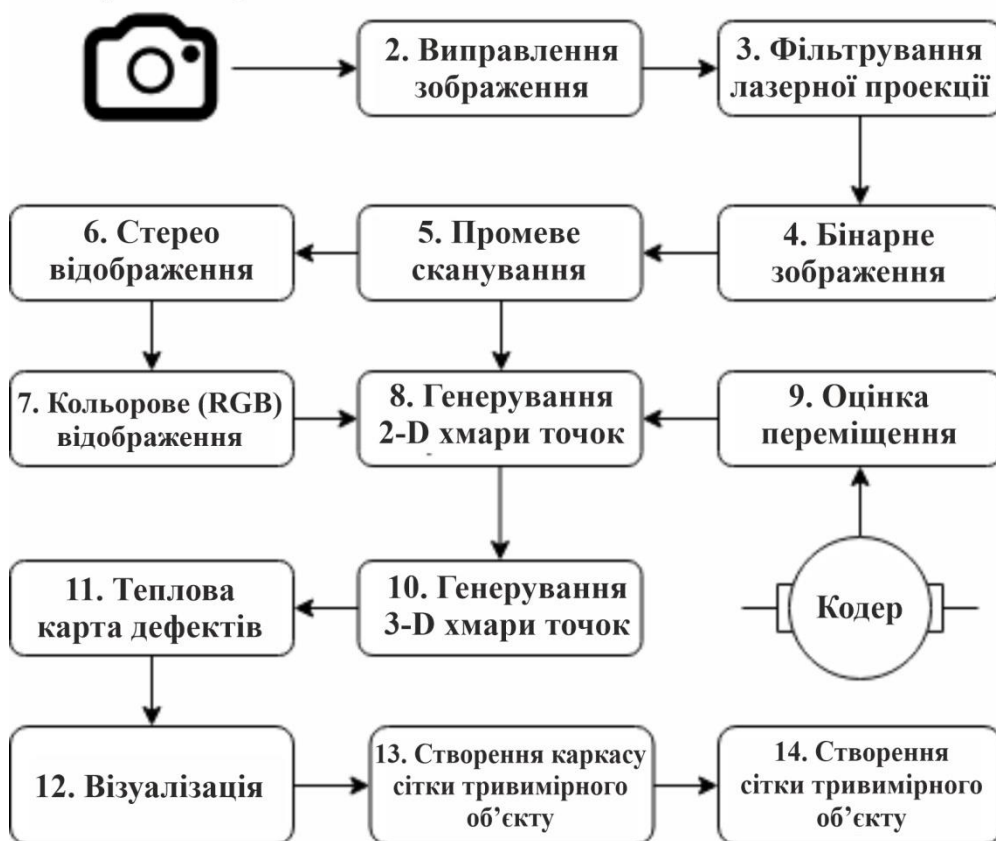 2. Виправлення
зображення
3. Фільтрування
лазерної проекції
6. Стерео
відображення
5. Промеве
сканування
4. Бінарне
зображення
7. Кольорове (RGB)
відображення
8. Генерування
2-D хмари точок
9. Оцінка
переміщення
11. Теплова
карта дефектів
10. Генерування
3-D хмари точок
Кодер
12. Візуалізація
13. Створення каркасу
сітки тривимірного
об’єкту
14. Створення
сітки тривимірного
об’єкту